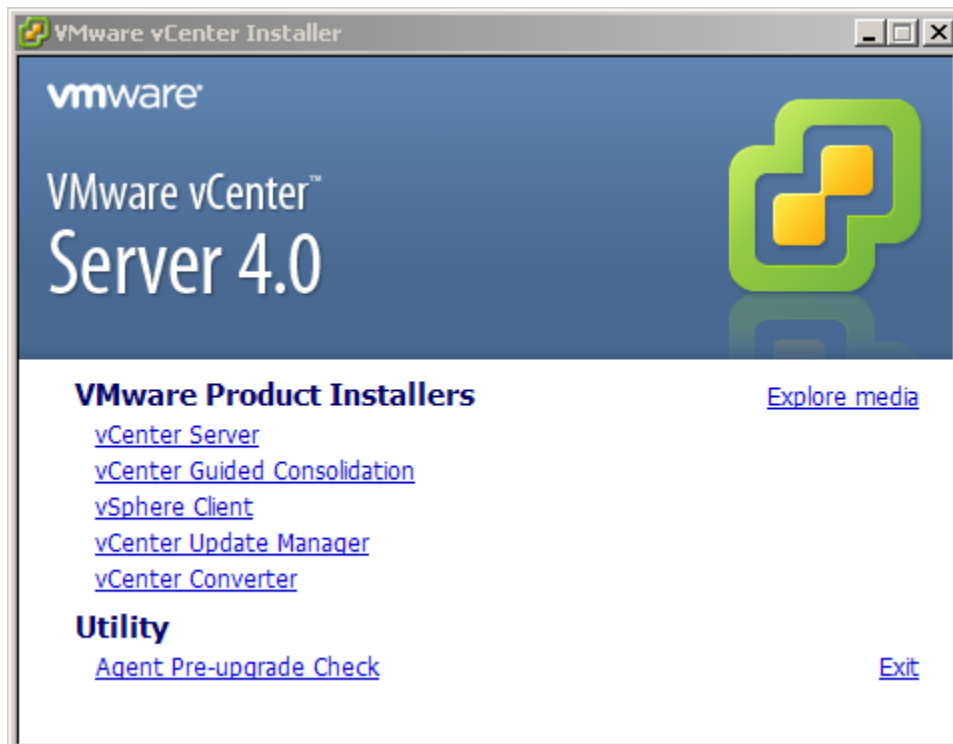 VMware vCenter Installer
vmware®
VMware vCenter™
Server 4.0
VMware Product Installers
Explore media
vCenter Server
vCenter Guided Consolidation
vSphere Client
vCenter Update Manager
vCenter Converter
Utility
Agent Pre-upgrade Check
Exit